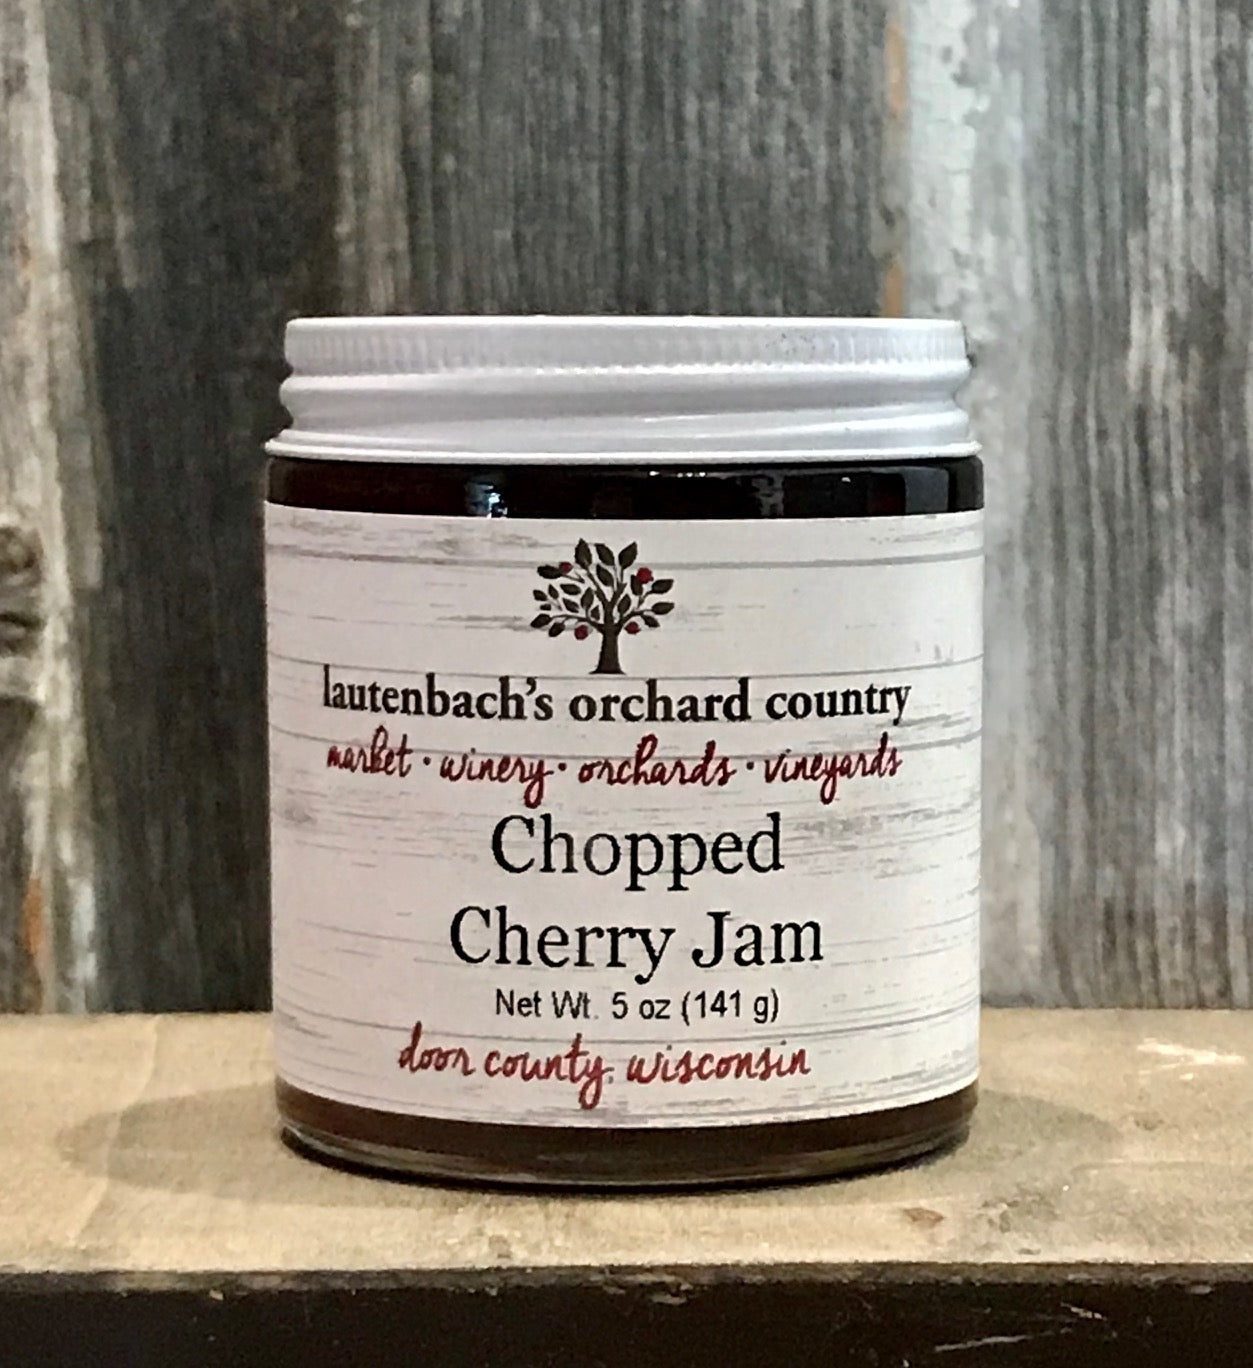 lautenbach's orchard country
market · winery · orchards · vineyards
Chopped
Cherry Jam
Net Wt. 5 oz (141 g)
door county, wisconsin